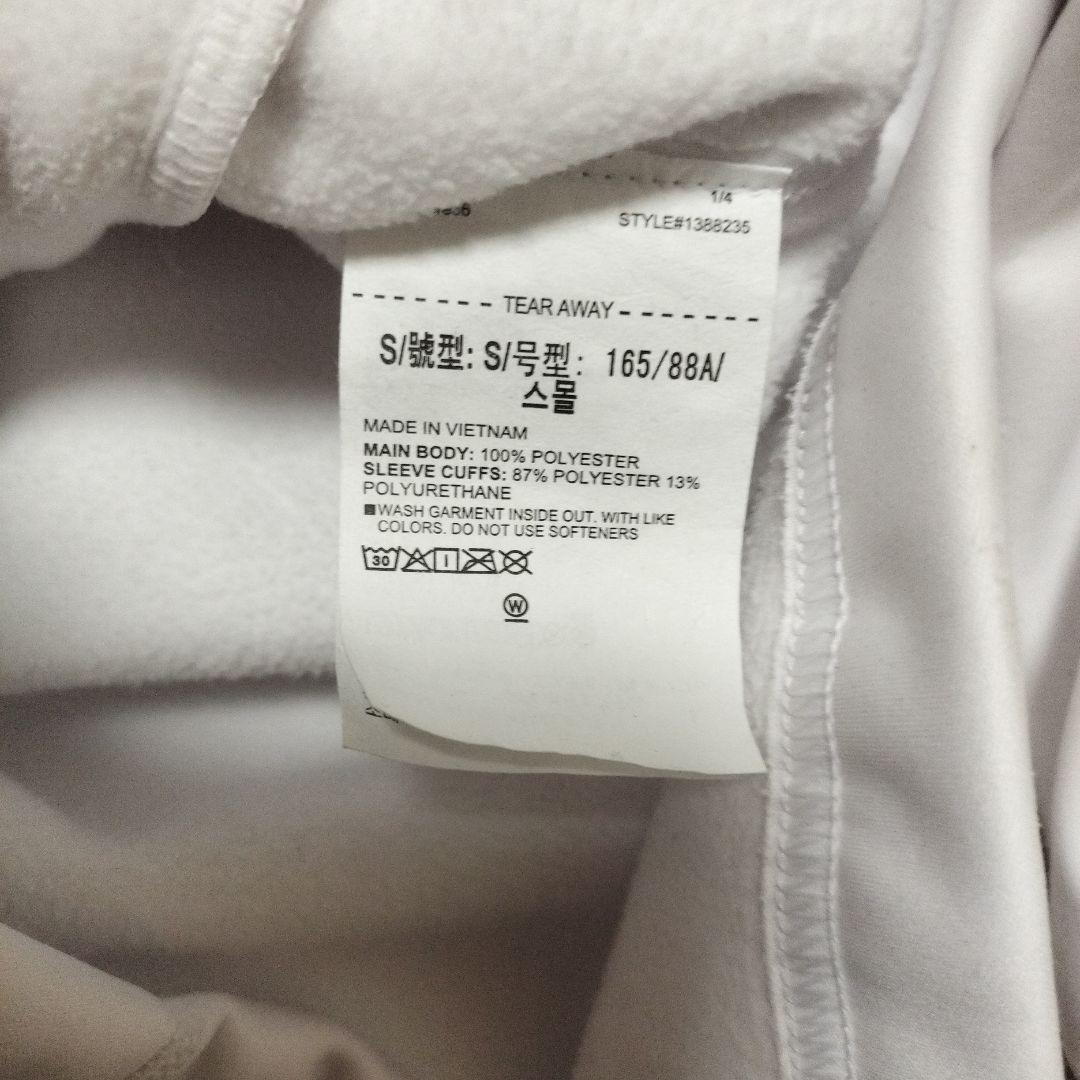 1/4
STYLE#1388235
TEAR AWAY
S/號型: S/号型: 165/88A/
스몰
MADE IN VIETNAM
MAIN BODY: 100% POLYESTER
SLEEVE CUFFS: 87% POLYESTER 13%
POLYURETHANE
WASH GARMENT INSIDE OUT. WITH LIKE
COLORS. DO NOT USE SOFTENERS
30
W